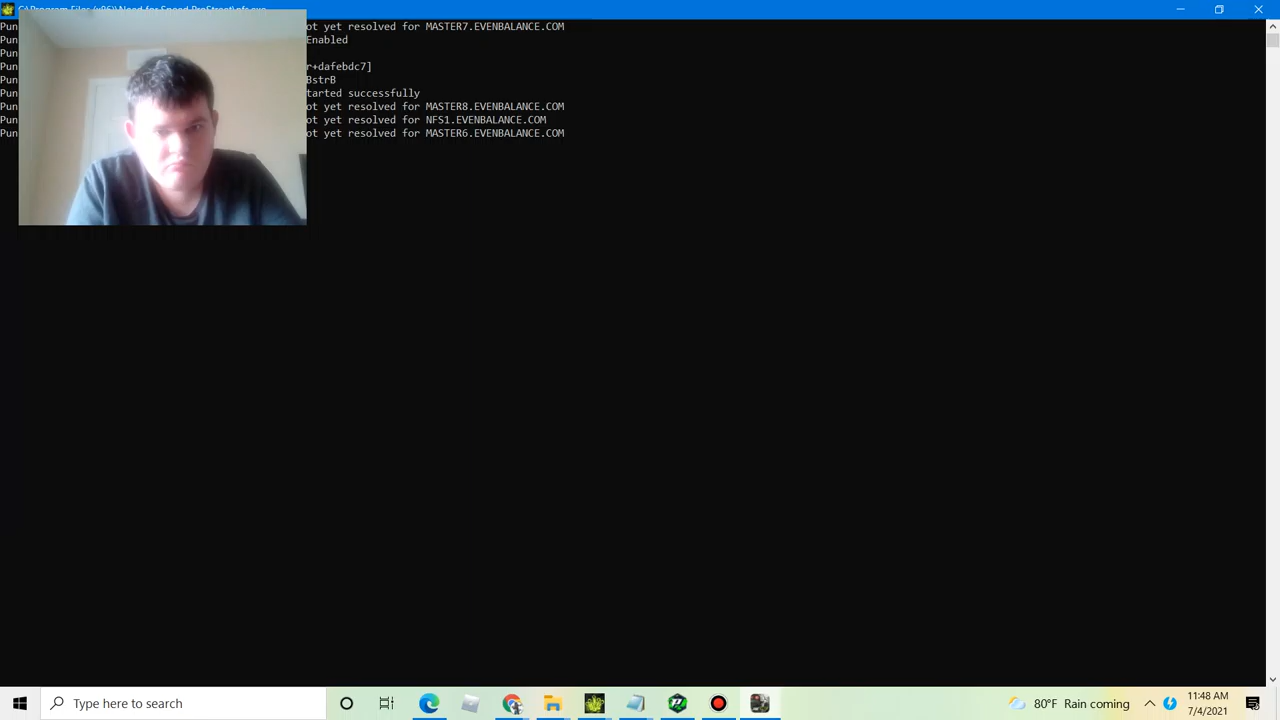 C:\Program Files (x86)\Need for Speed ProStreet\nfs.exe
Pun ot yet resolved for MASTER7.EVENBALANCE.COM
Pun Enabled
Pun
Pun r+dafebdc7]
Pun BstrB
Pun tarted successfully
Pun ot yet resolved for MASTER8.EVENBALANCE.COM
Pun ot yet resolved for NFS1.EVENBALANCE.COM
Pun ot yet resolved for MASTER6.EVENBALANCE.COM
Type here to search
80°F Rain coming
11:48 AM
7/4/2021